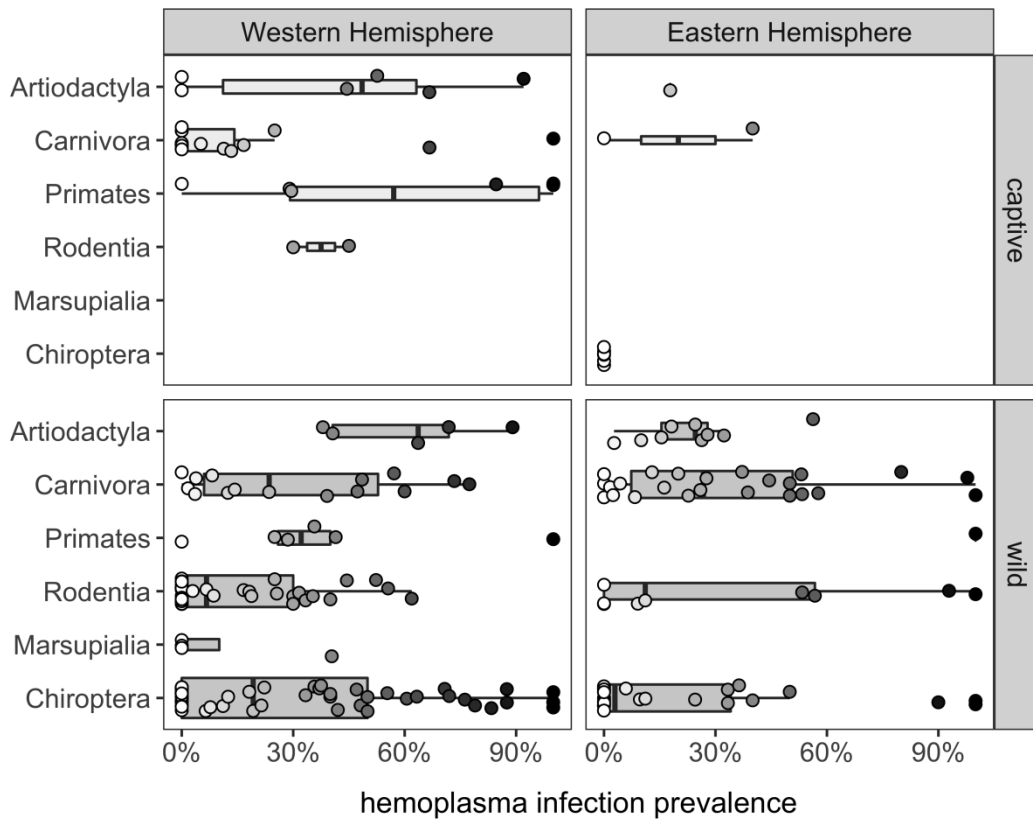 Western Hemisphere
Eastern Hemisphere
Artiodactyla
Carnivora
Primates
Rodentia
Marsupialia
Chiroptera
captive
Artiodactyla
Carnivora
Primates
Rodentia
Marsupialia
Chiroptera
wild
0% 30% 60% 90% 0% 30% 60% 90%
hemoplasma infection prevalence